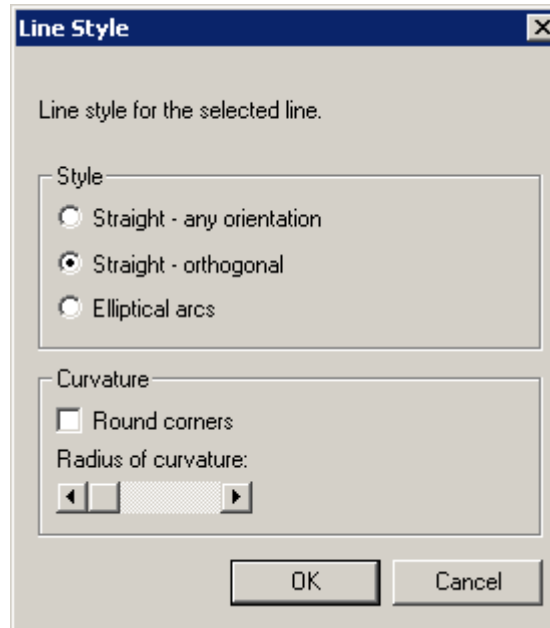 Line Style
Line style for the selected line.
Style
Straight - any orientation
Straight - orthogonal
Elliptical arcs
Curvature
Round corners
Radius of curvature:
OK
Cancel